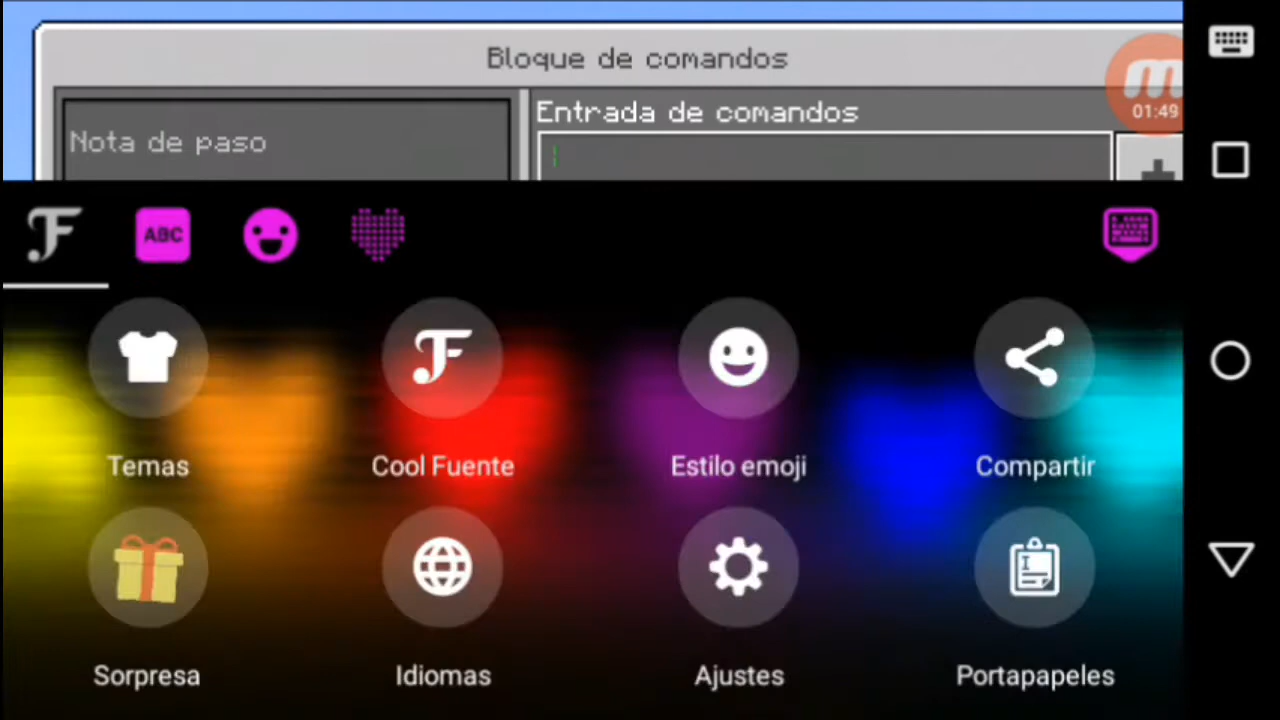 Bloque de comandos
Entrada de comandos
01:49
Nota de paso
ABC
Temas
Cool Fuente
Estilo emoji
Compartir
Sorpresa
Idiomas
Ajustes
Portapapeles